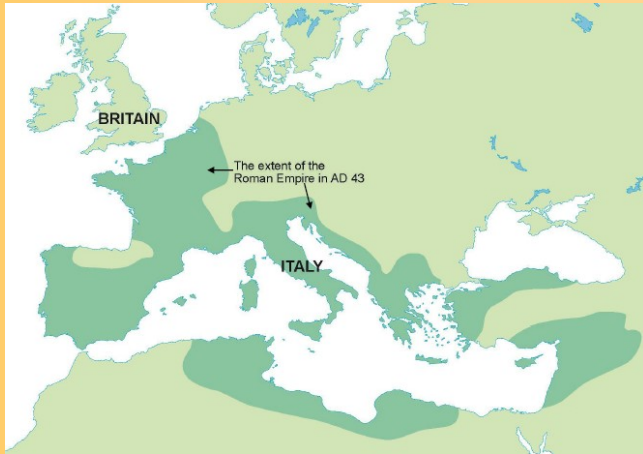 BRITAIN
The extent of the
Roman Empire in AD 43
ITALY